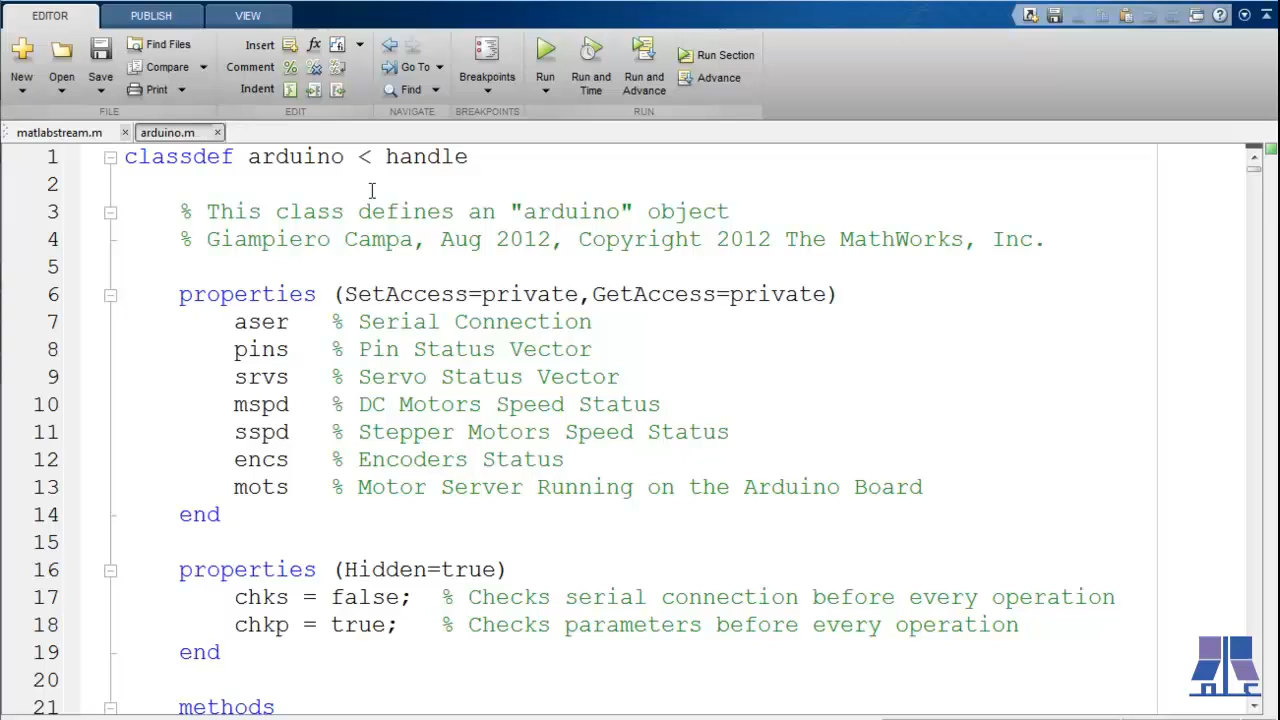 EDITOR PUBLISH VIEW
Find Files Insert fx
New Open Save Compare Comment Go To Breakpoints Run Run and Time Run and Advance Run Section
Print Indent Find Advance
FILE EDIT NAVIGATE BREAKPOINTS RUN
matlabstream.m × arduino.m ×
1 classdef arduino < handle
2
3 % This class defines an "arduino" object
4 % Giampiero Campa, Aug 2012, Copyright 2012 The MathWorks, Inc.
5
6 properties (SetAccess=private,GetAccess=private)
7 aser % Serial Connection
8 pins % Pin Status Vector
9 srvs % Servo Status Vector
10 mspd % DC Motors Speed Status
11 sspd % Stepper Motors Speed Status
12 encs % Encoders Status
13 mots % Motor Server Running on the Arduino Board
14 end
15
16 properties (Hidden=true)
17 chks = false; % Checks serial connection before every operation
18 chkp = true; % Checks parameters before every operation
19 end
20
21 methods